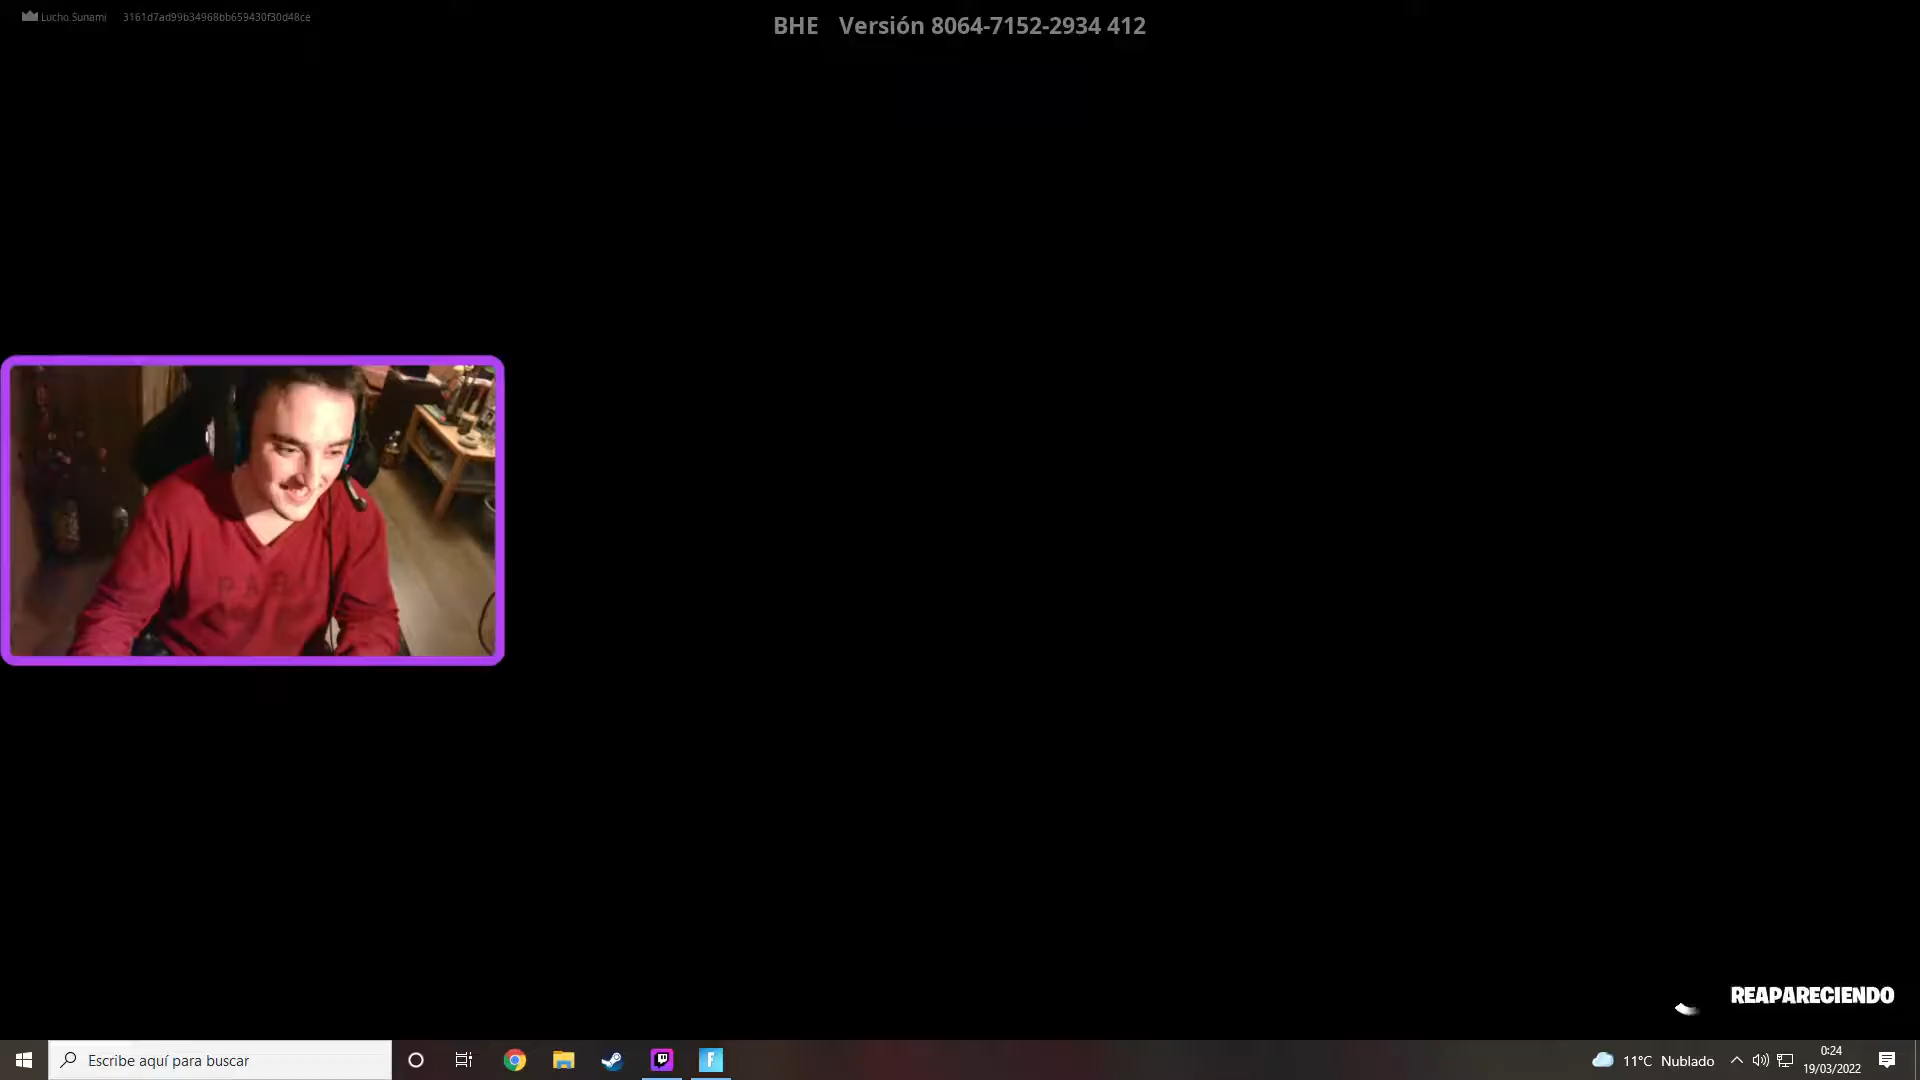 Lucho Sunami 3161d7ad99b34968bb659430f30d48ce
BHE Versión 8064-7152-2934 412
REAPARECIENDO
Escribe aquí para buscar
11°C Nublado
0:24
19/03/2022